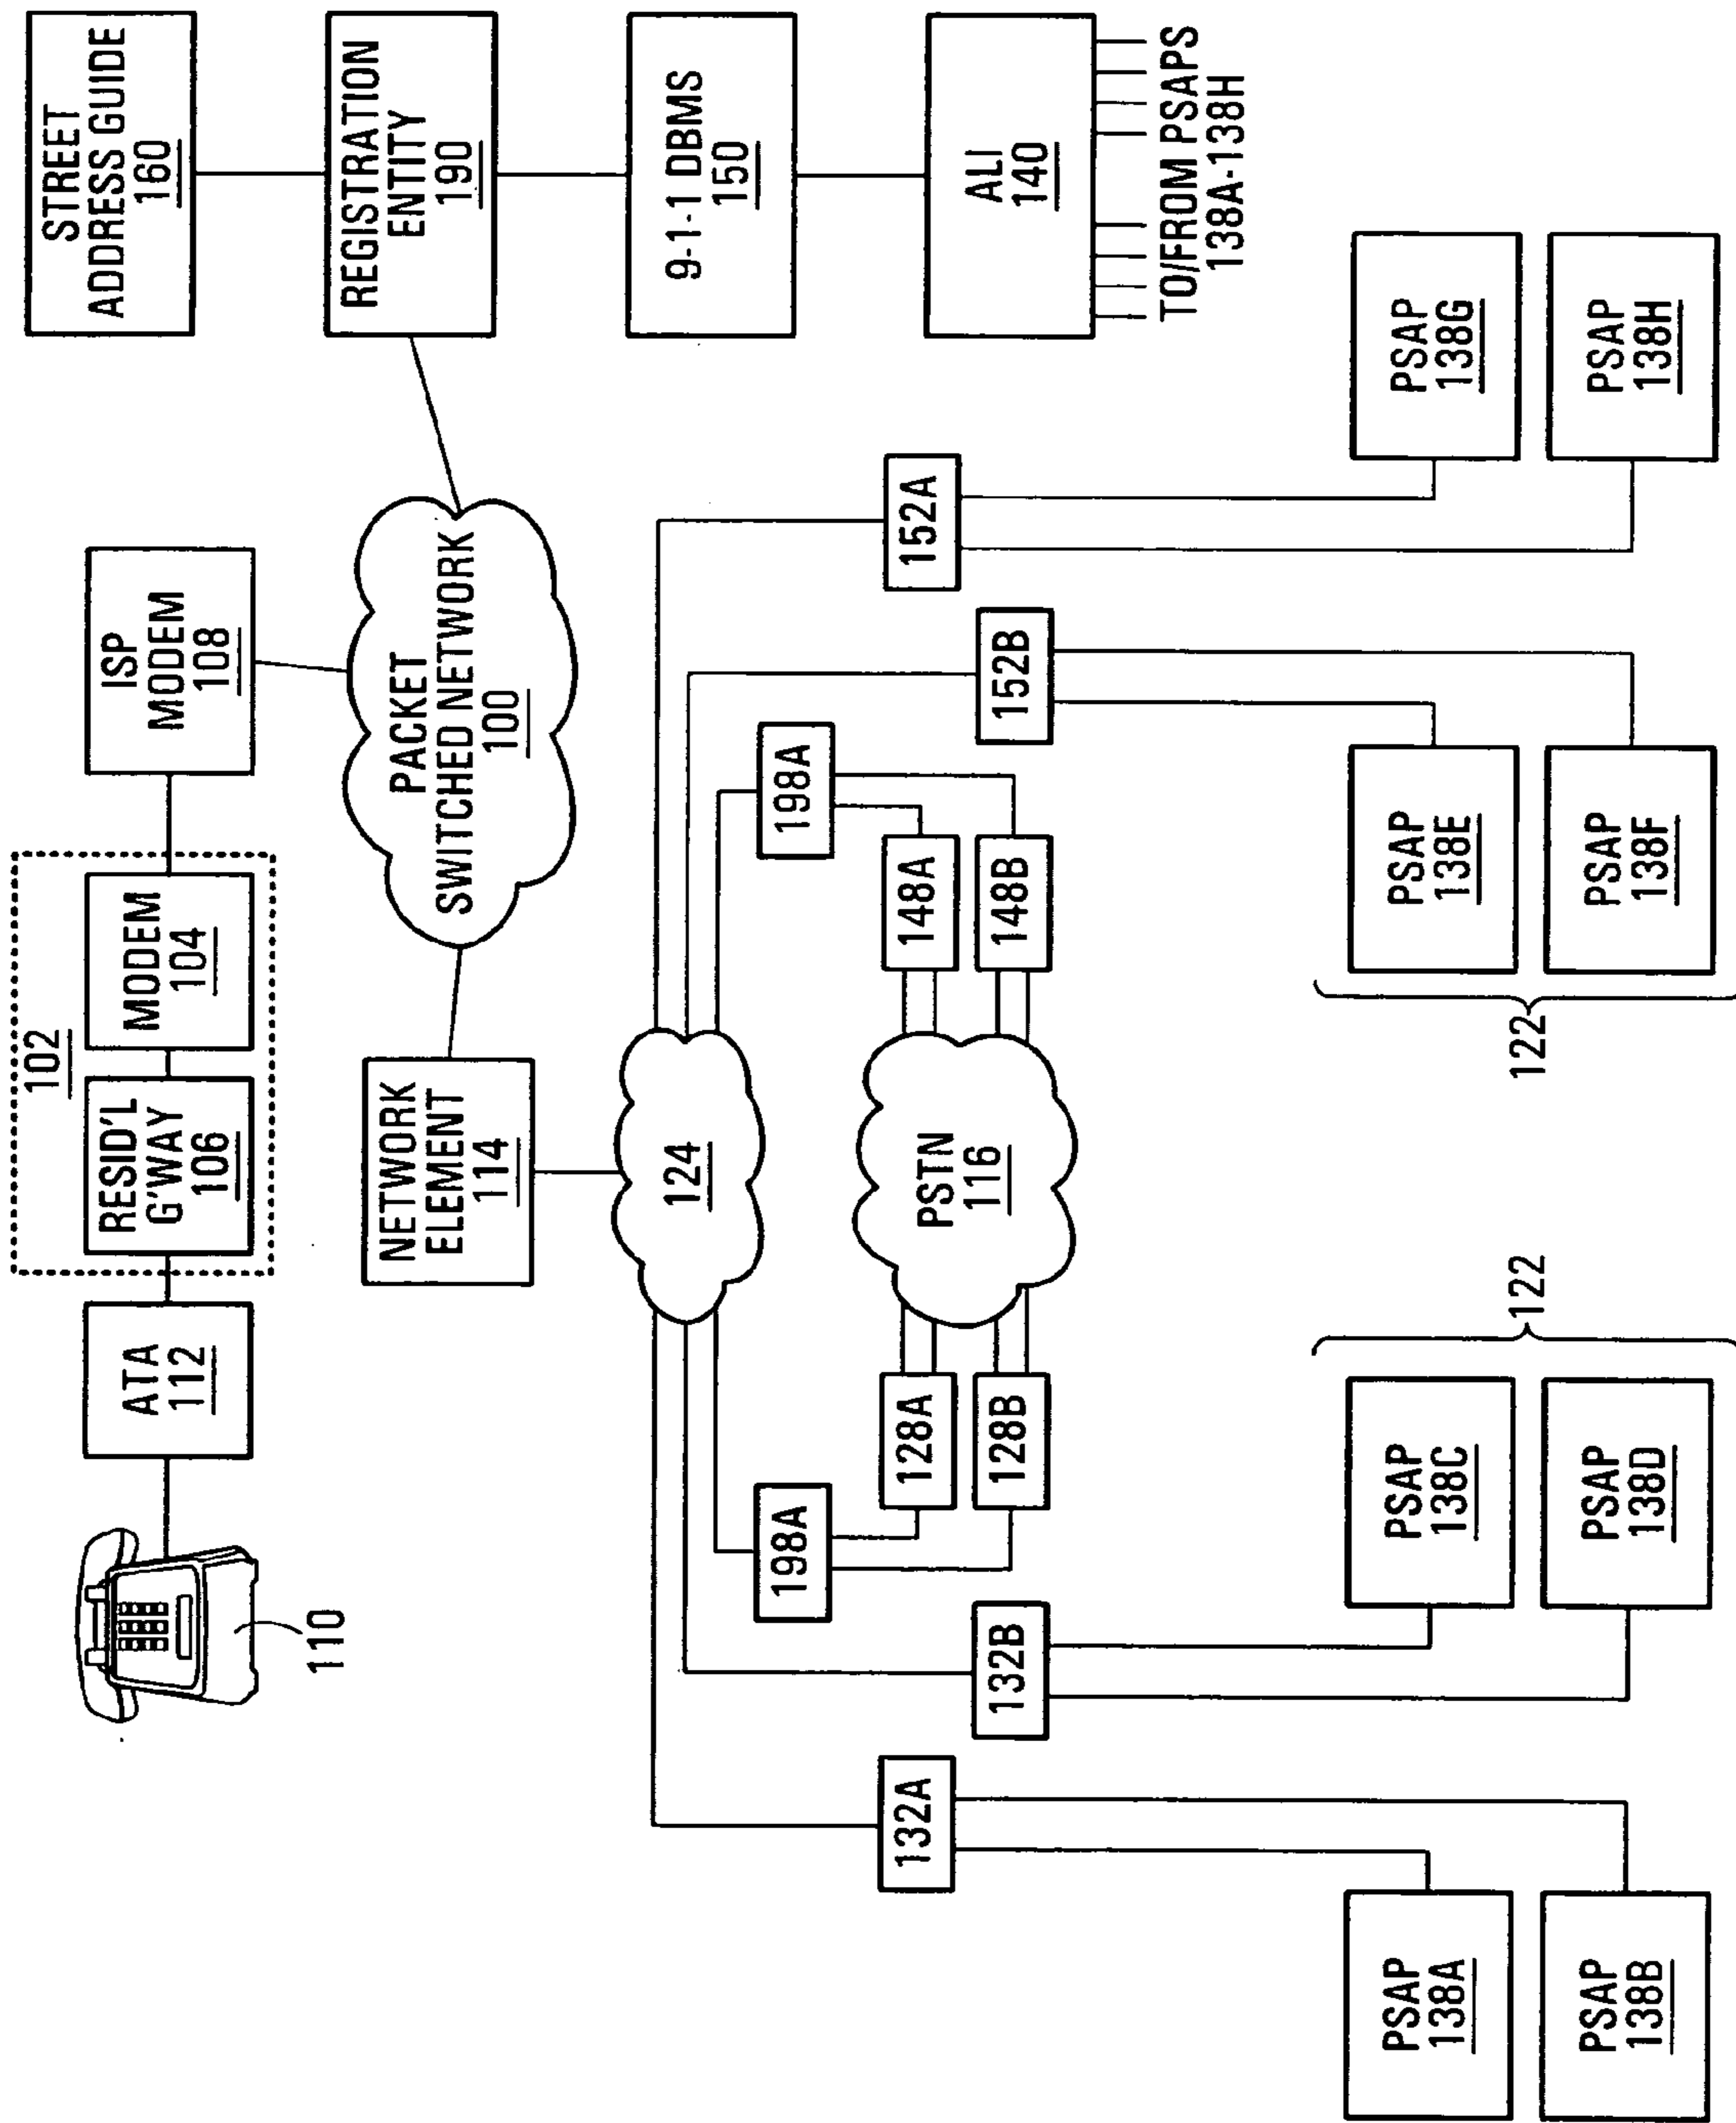 STREET
ADDRESS GUIDE
160
REGISTRATION
ENTITY
190
9-1-1 DBMS
150
ALI
140
TO/FROM PSAPS
138A-138H
ISP
MODEM
108
102
MODEM
104
RESID'L
G'WAY
106
ATA
112
110
PACKET
SWITCHED NETWORK
100
NETWORK
ELEMENT
114
124
PSTN
116
198A
198A
128A
128B
148A
148B
132A
132B
152A
152B
PSAP
138A
PSAP
138B
PSAP
138C
PSAP
138D
122
PSAP
138E
PSAP
138F
122
PSAP
138G
PSAP
138H